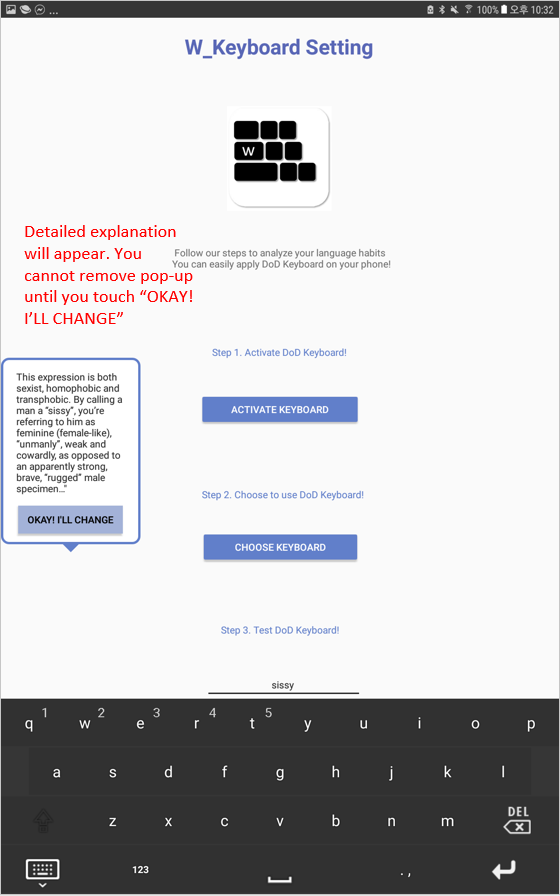 ... 100% 오후 10:32
W_Keyboard Setting
W
Detailed explanation
will appear. You
cannot remove pop-up
until you touch “OKAY!
I’LL CHANGE”
Follow our steps to analyze your language habits
You can easily apply DoD Keyboard on your phone!
Step 1. Activate DoD Keyboard!
ACTIVATE KEYBOARD
This expression is both
sexist, homophobic and
transphobic. By calling a
man a “sissy”, you’re
referring to him as
feminine (female-like),
“unmanly”, weak and
cowardly, as opposed to
an apparently strong,
brave, “rugged” male
specimen…"
OKAY! I'LL CHANGE
Step 2. Choose to use DoD Keyboard!
CHOOSE KEYBOARD
Step 3. Test DoD Keyboard!
sissy
q 1 w 2 e 3 r 4 t 5 y u i o p
a s d f g h j k l
z x c v b n m DEL
123 . ,